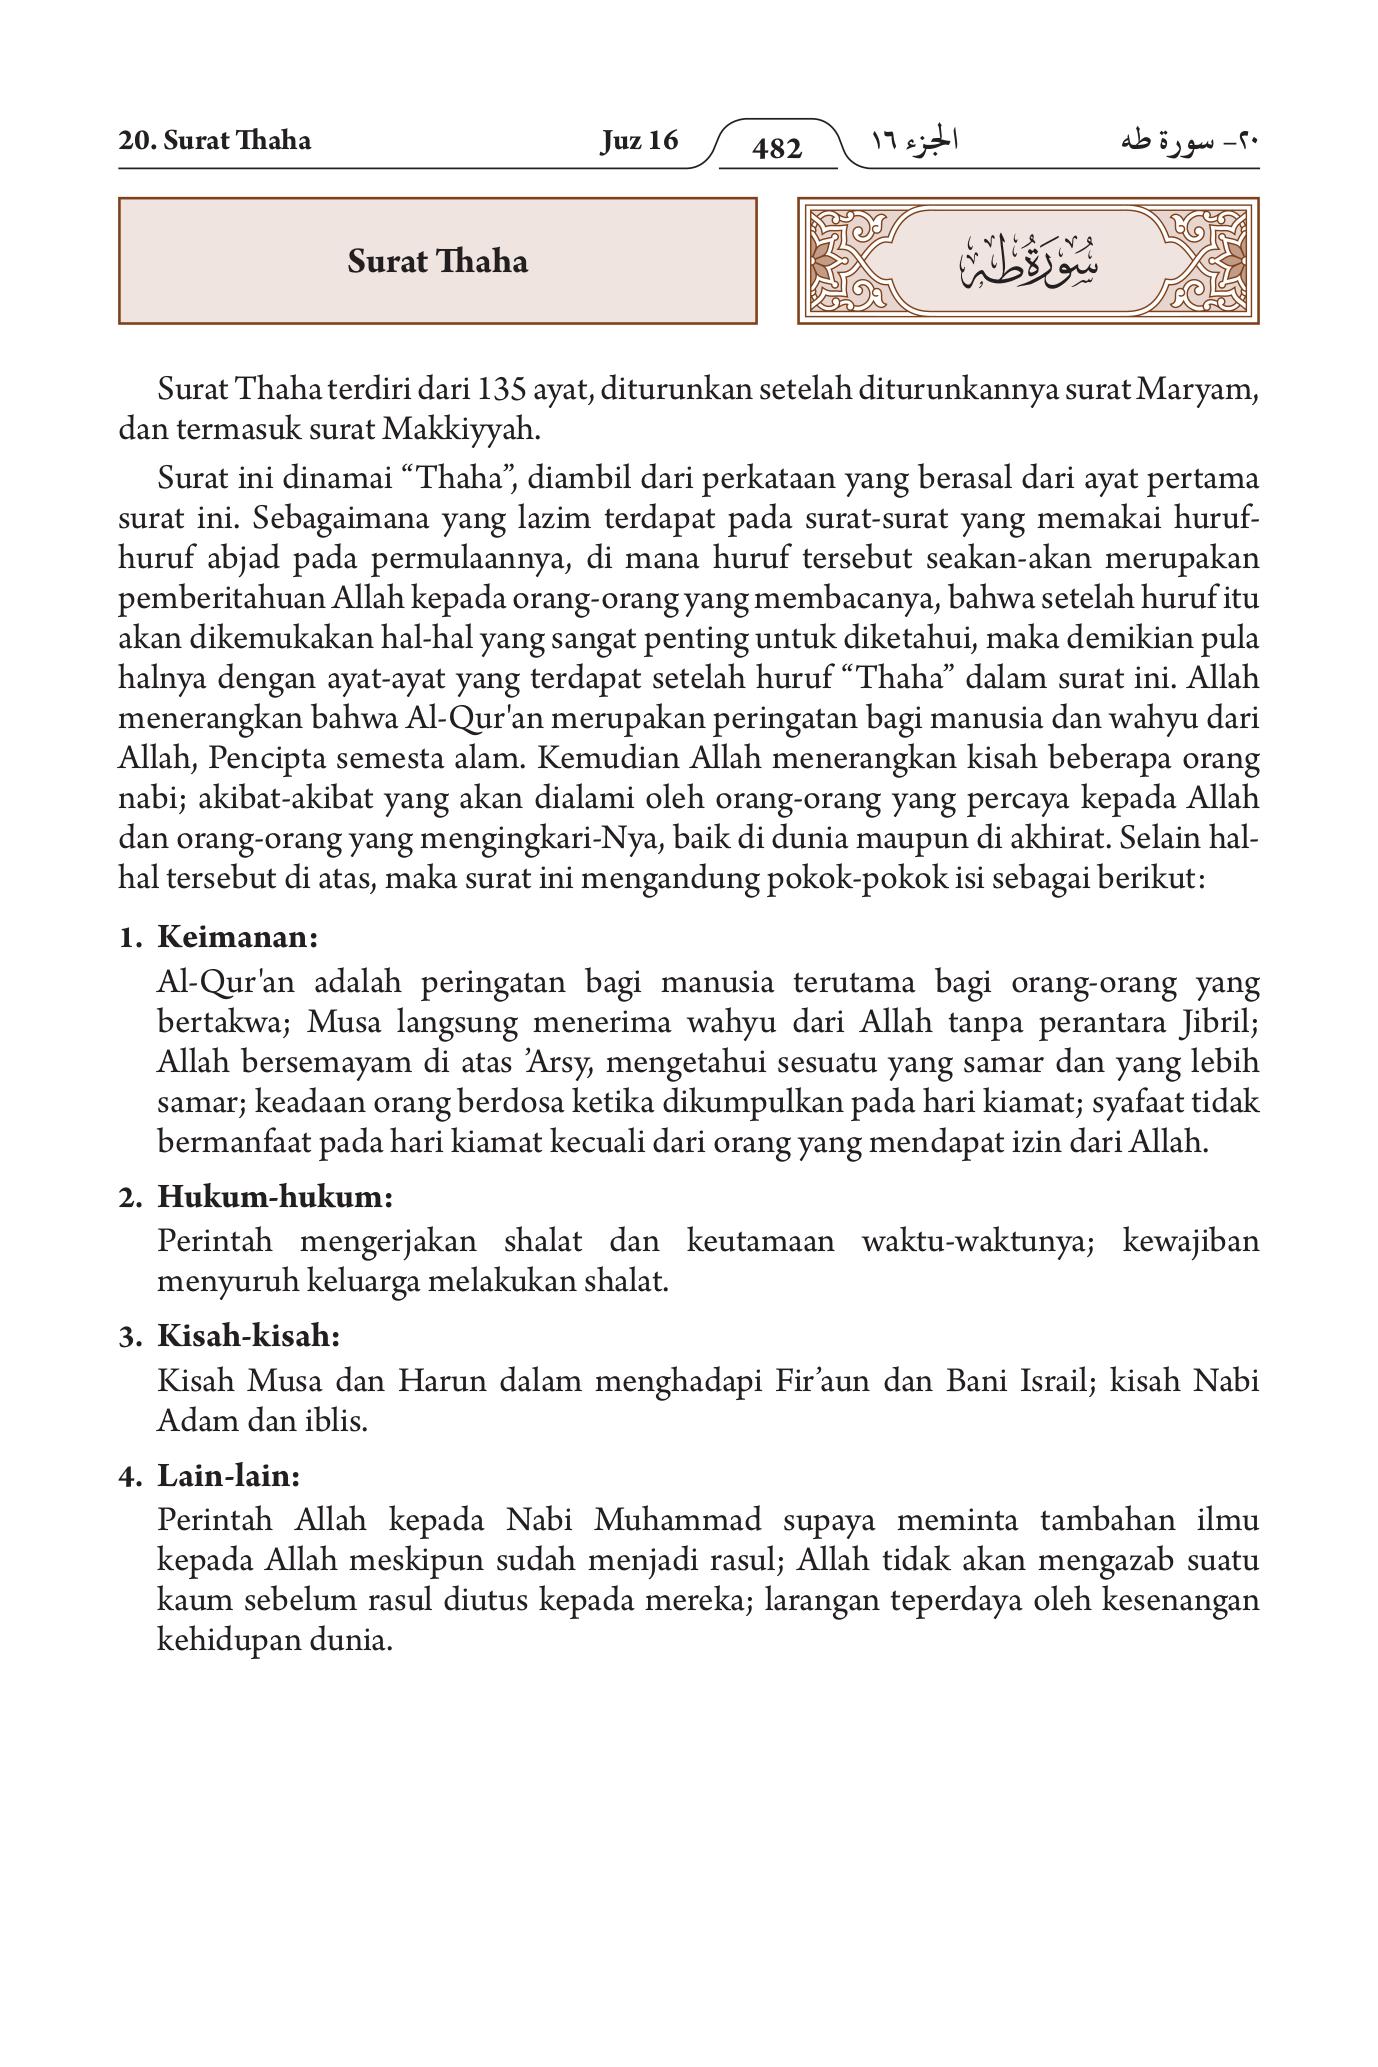 20. Surat Thaha
Juz 16
482
الجزء ١٦
٢٠- سورة طه
Surat Thaha
سُوْرَةُ طٰهٰ
Surat Thaha terdiri dari 135 ayat, diturunkan setelah diturunkannya surat Maryam,
dan termasuk surat Makkiyyah.
Surat ini dinamai “Thaha”, diambil dari perkataan yang berasal dari ayat pertama
surat ini. Sebagaimana yang lazim terdapat pada surat-surat yang memakai huruf-
huruf abjad pada permulaannya, di mana huruf tersebut seakan-akan merupakan
pemberitahuan Allah kepada orang-orang yang membacanya, bahwa setelah huruf itu
akan dikemukakan hal-hal yang sangat penting untuk diketahui, maka demikian pula
halnya dengan ayat-ayat yang terdapat setelah huruf “Thaha” dalam surat ini. Allah
menerangkan bahwa Al-Qur'an merupakan peringatan bagi manusia dan wahyu dari
Allah, Pencipta semesta alam. Kemudian Allah menerangkan kisah beberapa orang
nabi; akibat-akibat yang akan dialami oleh orang-orang yang percaya kepada Allah
dan orang-orang yang mengingkari-Nya, baik di dunia maupun di akhirat. Selain hal-
hal tersebut di atas, maka surat ini mengandung pokok-pokok isi sebagai berikut:
1. Keimanan:
Al-Qur'an adalah peringatan bagi manusia terutama bagi orang-orang yang
bertakwa; Musa langsung menerima wahyu dari Allah tanpa perantara Jibril;
Allah bersemayam di atas ’Arsy, mengetahui sesuatu yang samar dan yang lebih
samar; keadaan orang berdosa ketika dikumpulkan pada hari kiamat; syafaat tidak
bermanfaat pada hari kiamat kecuali dari orang yang mendapat izin dari Allah.
2. Hukum-hukum:
Perintah mengerjakan shalat dan keutamaan waktu-waktunya; kewajiban
menyuruh keluarga melakukan shalat.
3. Kisah-kisah:
Kisah Musa dan Harun dalam menghadapi Fir’aun dan Bani Israil; kisah Nabi
Adam dan iblis.
4. Lain-lain:
Perintah Allah kepada Nabi Muhammad supaya meminta tambahan ilmu
kepada Allah meskipun sudah menjadi rasul; Allah tidak akan mengazab suatu
kaum sebelum rasul diutus kepada mereka; larangan teperdaya oleh kesenangan
kehidupan dunia.